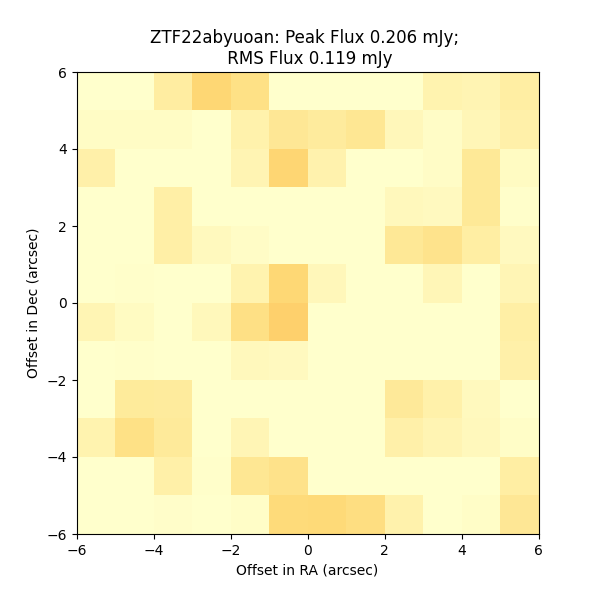 ZTF22abyuoan: Peak Flux 0.206 mJy;
RMS Flux 0.119 mJy
6
4
2
0
−2
−4
−6
Offset in Dec (arcsec)
−6 −4 −2 0 2 4 6
Offset in RA (arcsec)